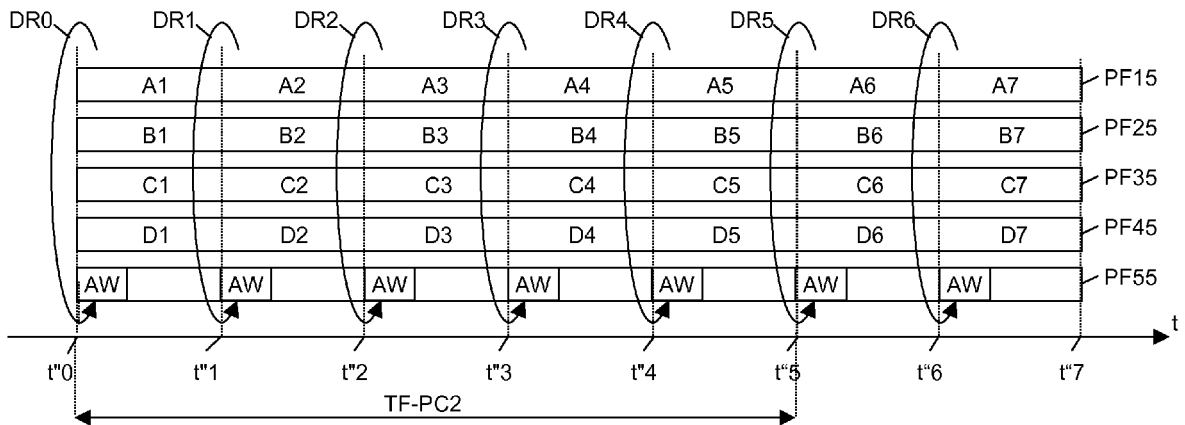 DR0 DR1 DR2 DR3 DR4 DR5 DR6
A1 A2 A3 A4 A5 A6 A7 PF15
B1 B2 B3 B4 B5 B6 B7 PF25
C1 C2 C3 C4 C5 C6 C7 PF35
D1 D2 D3 D4 D5 D6 D7 PF45
AW AW AW AW AW AW AW PF55
t
t"0 t"1 t"2 t"3 t"4 t“5 t“6 t“7
TF-PC2